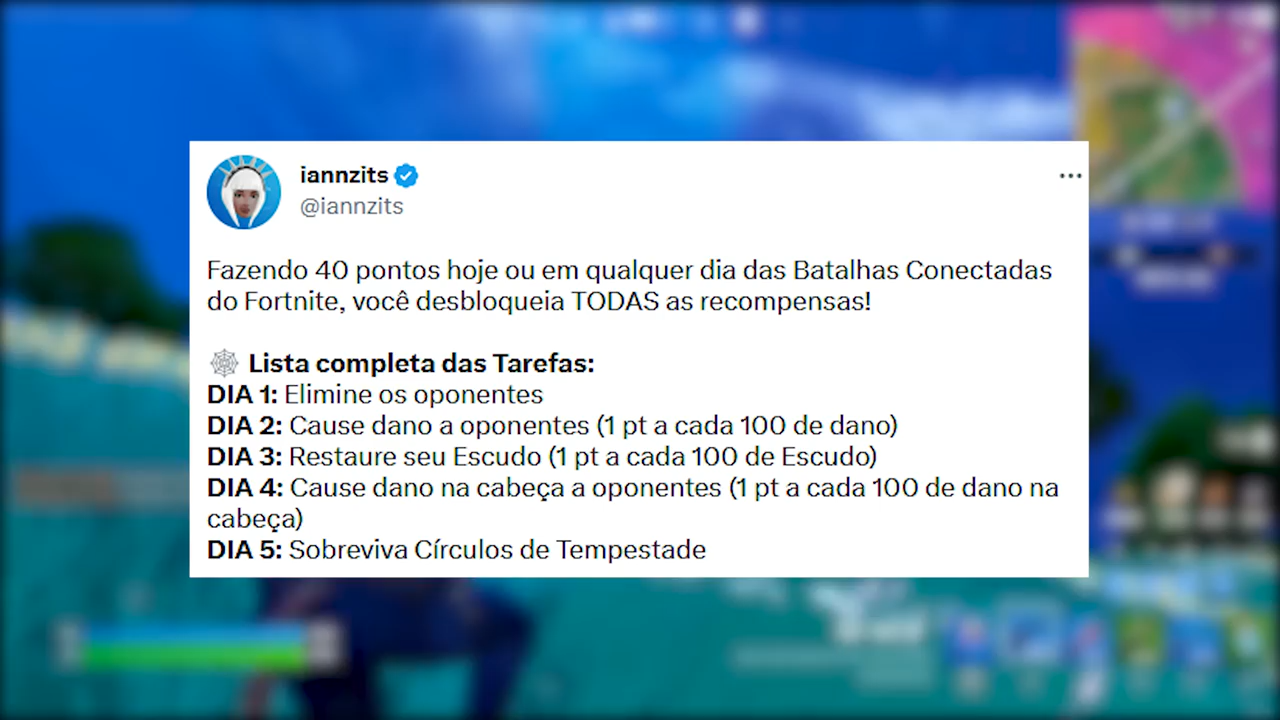 iannzits
@iannzits
Fazendo 40 pontos hoje ou em qualquer dia das Batalhas Conectadas
do Fortnite, você desbloqueia TODAS as recompensas!
🕸️ Lista completa das Tarefas:
DIA 1: Elimine os oponentes
DIA 2: Cause dano a oponentes (1 pt a cada 100 de dano)
DIA 3: Restaure seu Escudo (1 pt a cada 100 de Escudo)
DIA 4: Cause dano na cabeça a oponentes (1 pt a cada 100 de dano na
cabeça)
DIA 5: Sobreviva Círculos de Tempestade